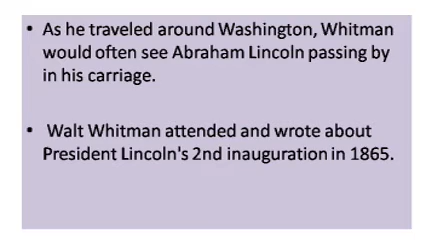 • As he traveled around Washington, Whitman
would often see Abraham Lincoln passing by
in his carriage.
• Walt Whitman attended and wrote about
President Lincoln's 2nd inauguration in 1865.